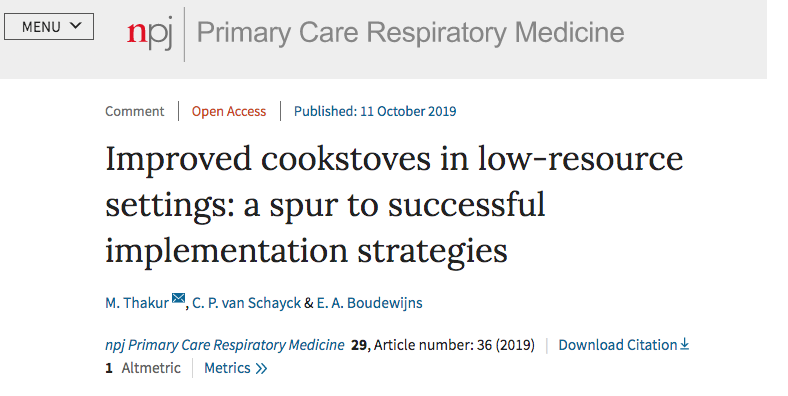 MENU
npj Primary Care Respiratory Medicine
Comment Open Access Published: 11 October 2019
Improved cookstoves in low-resource
settings: a spur to successful
implementation strategies
M. Thakur, C. P. van Schayck & E. A. Boudewijns
npj Primary Care Respiratory Medicine 29, Article number: 36 (2019) Download Citation
1 Altmetric Metrics